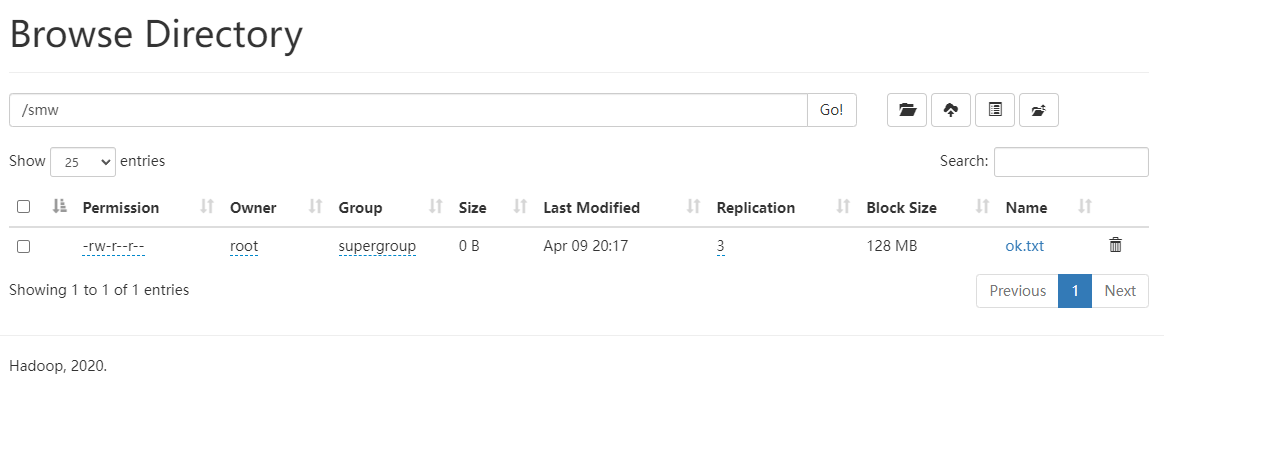 Browse Directory
/smw Go!
Show 25 entries Search:
Permission Owner Group Size Last Modified Replication Block Size Name
-rw-r--r-- root supergroup 0 B Apr 09 20:17 3 128 MB ok.txt
Showing 1 to 1 of 1 entries Previous 1 Next
Hadoop, 2020.